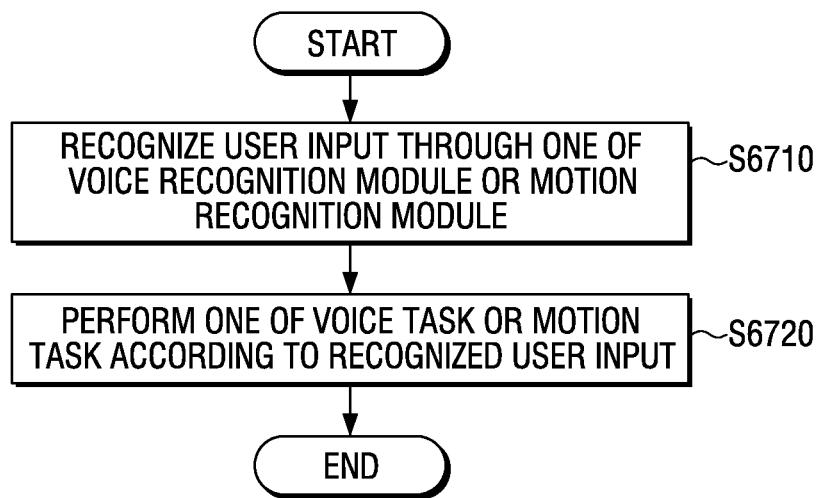 START
RECOGNIZE USER INPUT THROUGH ONE OF
VOICE RECOGNITION MODULE OR MOTION
RECOGNITION MODULE
S6710
PERFORM ONE OF VOICE TASK OR MOTION
TASK ACCORDING TO RECOGNIZED USER INPUT
S6720
END